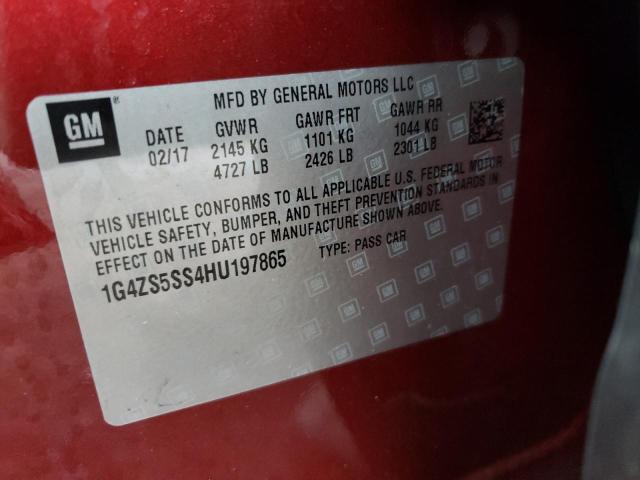 GM
MFD BY GENERAL MOTORS LLC
DATE GVWR GAWR FRT GAWR RR
02/17 2145 KG 1101 KG 1044 KG
4727 LB 2426 LB 2301 LB
THIS VEHICLE CONFORMS TO ALL APPLICABLE U.S. FEDERAL MOTOR
VEHICLE SAFETY, BUMPER, AND THEFT PREVENTION STANDARDS IN
EFFECT ON THE DATE OF MANUFACTURE SHOWN ABOVE.
1G4ZS5SS4HU197865 TYPE: PASS CAR